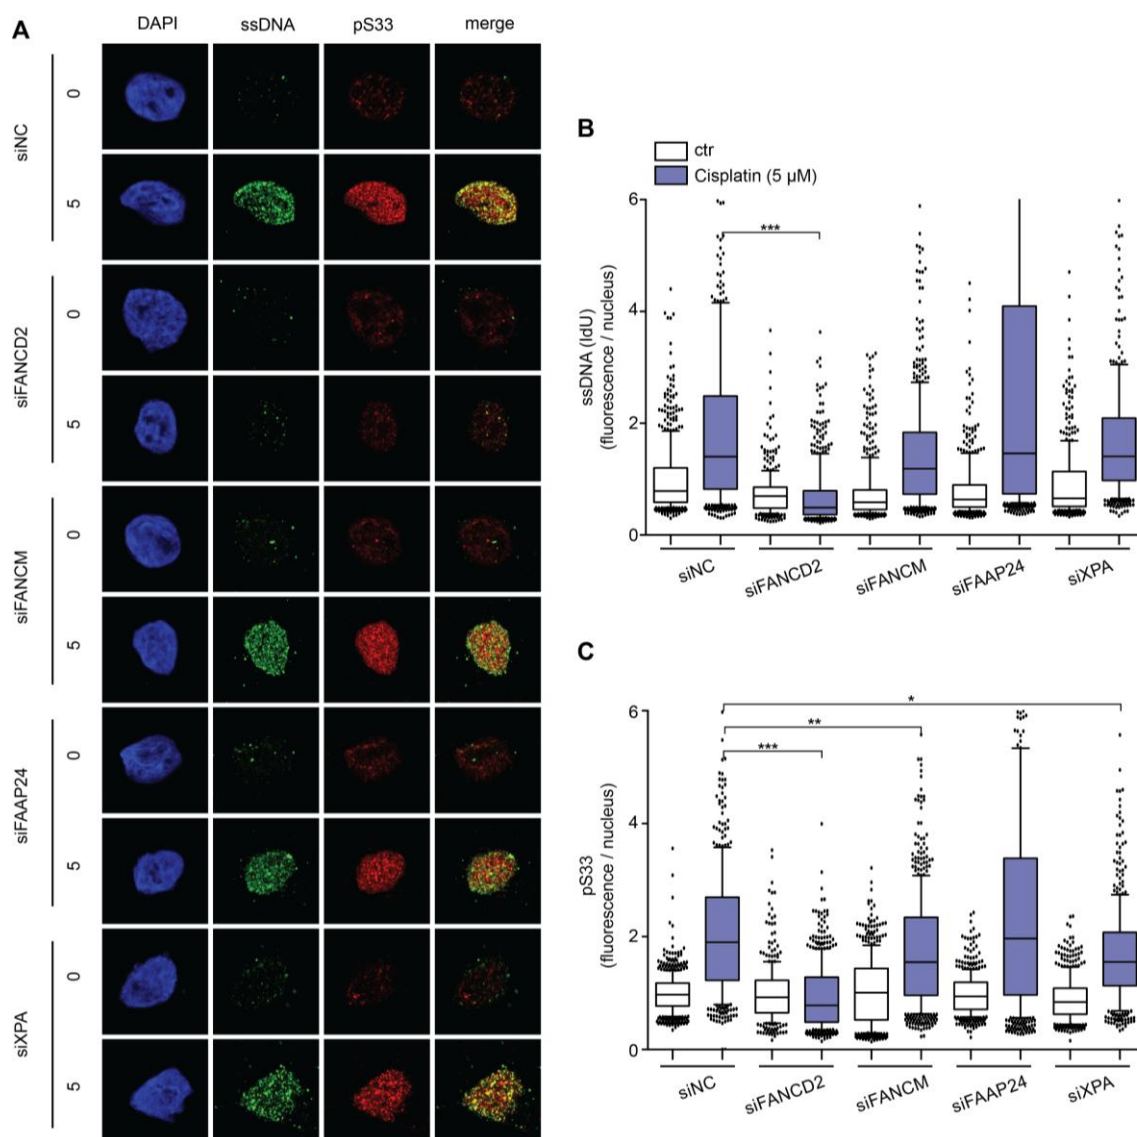 A
DAPI ssDNA pS33 merge
siNC
0
5
siFANCD2
0
5
siFANCM
0
5
siFAAP24
0
5
siXPA
0
5
B
ctr
Cisplatin (5 µM)
ssDNA (IdU)
(fluorescence / nucleus)
6
4
2
0
***
siNC siFANCD2 siFANCM siFAAP24 siXPA
C
pS33
(fluorescence / nucleus)
6
4
2
0
*
**
***
siNC siFANCD2 siFANCM siFAAP24 siXPA